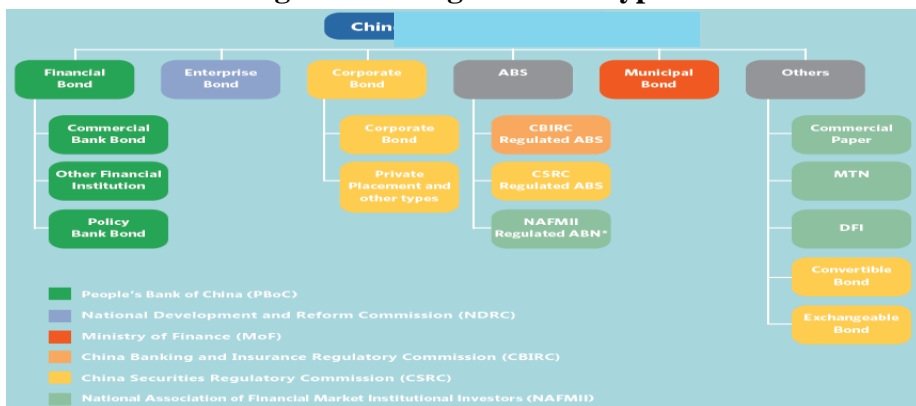 Financial
Bond
Enterprise
Bond
Corporate
Bond
ABS
Municipal
Bond
Others
Commercial
Bank Bond
Other Financial
Institution
Policy
Bank Bond
Corporate
Bond
Private
Placement and
other types
CBIRC
Regulated ABS
CSRC
Regulated ABS
NAFMII
Regulated ABN*
Commercial
Paper
MTN
DFI
Convertible
Bond
Exchangeable
Bond
People's Bank of China (PBoC)
National Development and Reform Commission (NDRC)
Ministry of Finance (MoF)
China Banking and Insurance Regulatory Commission (CBIRC)
China Securities Regulatory Commission (CSRC)
National Association of Financial Market Institutional Investors (NAFMII)